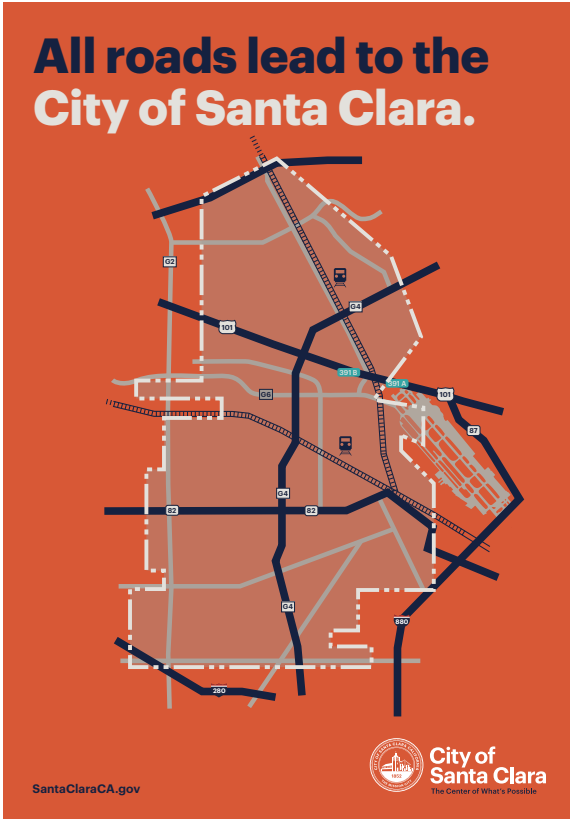 All roads lead to the
City of Santa Clara.
G2
G4
101
391 B
391 A
G6
101
87
G4
82
82
G4
880
280
1852
City of
Santa Clara
The Center of What's Possible
SantaClaraCA.gov